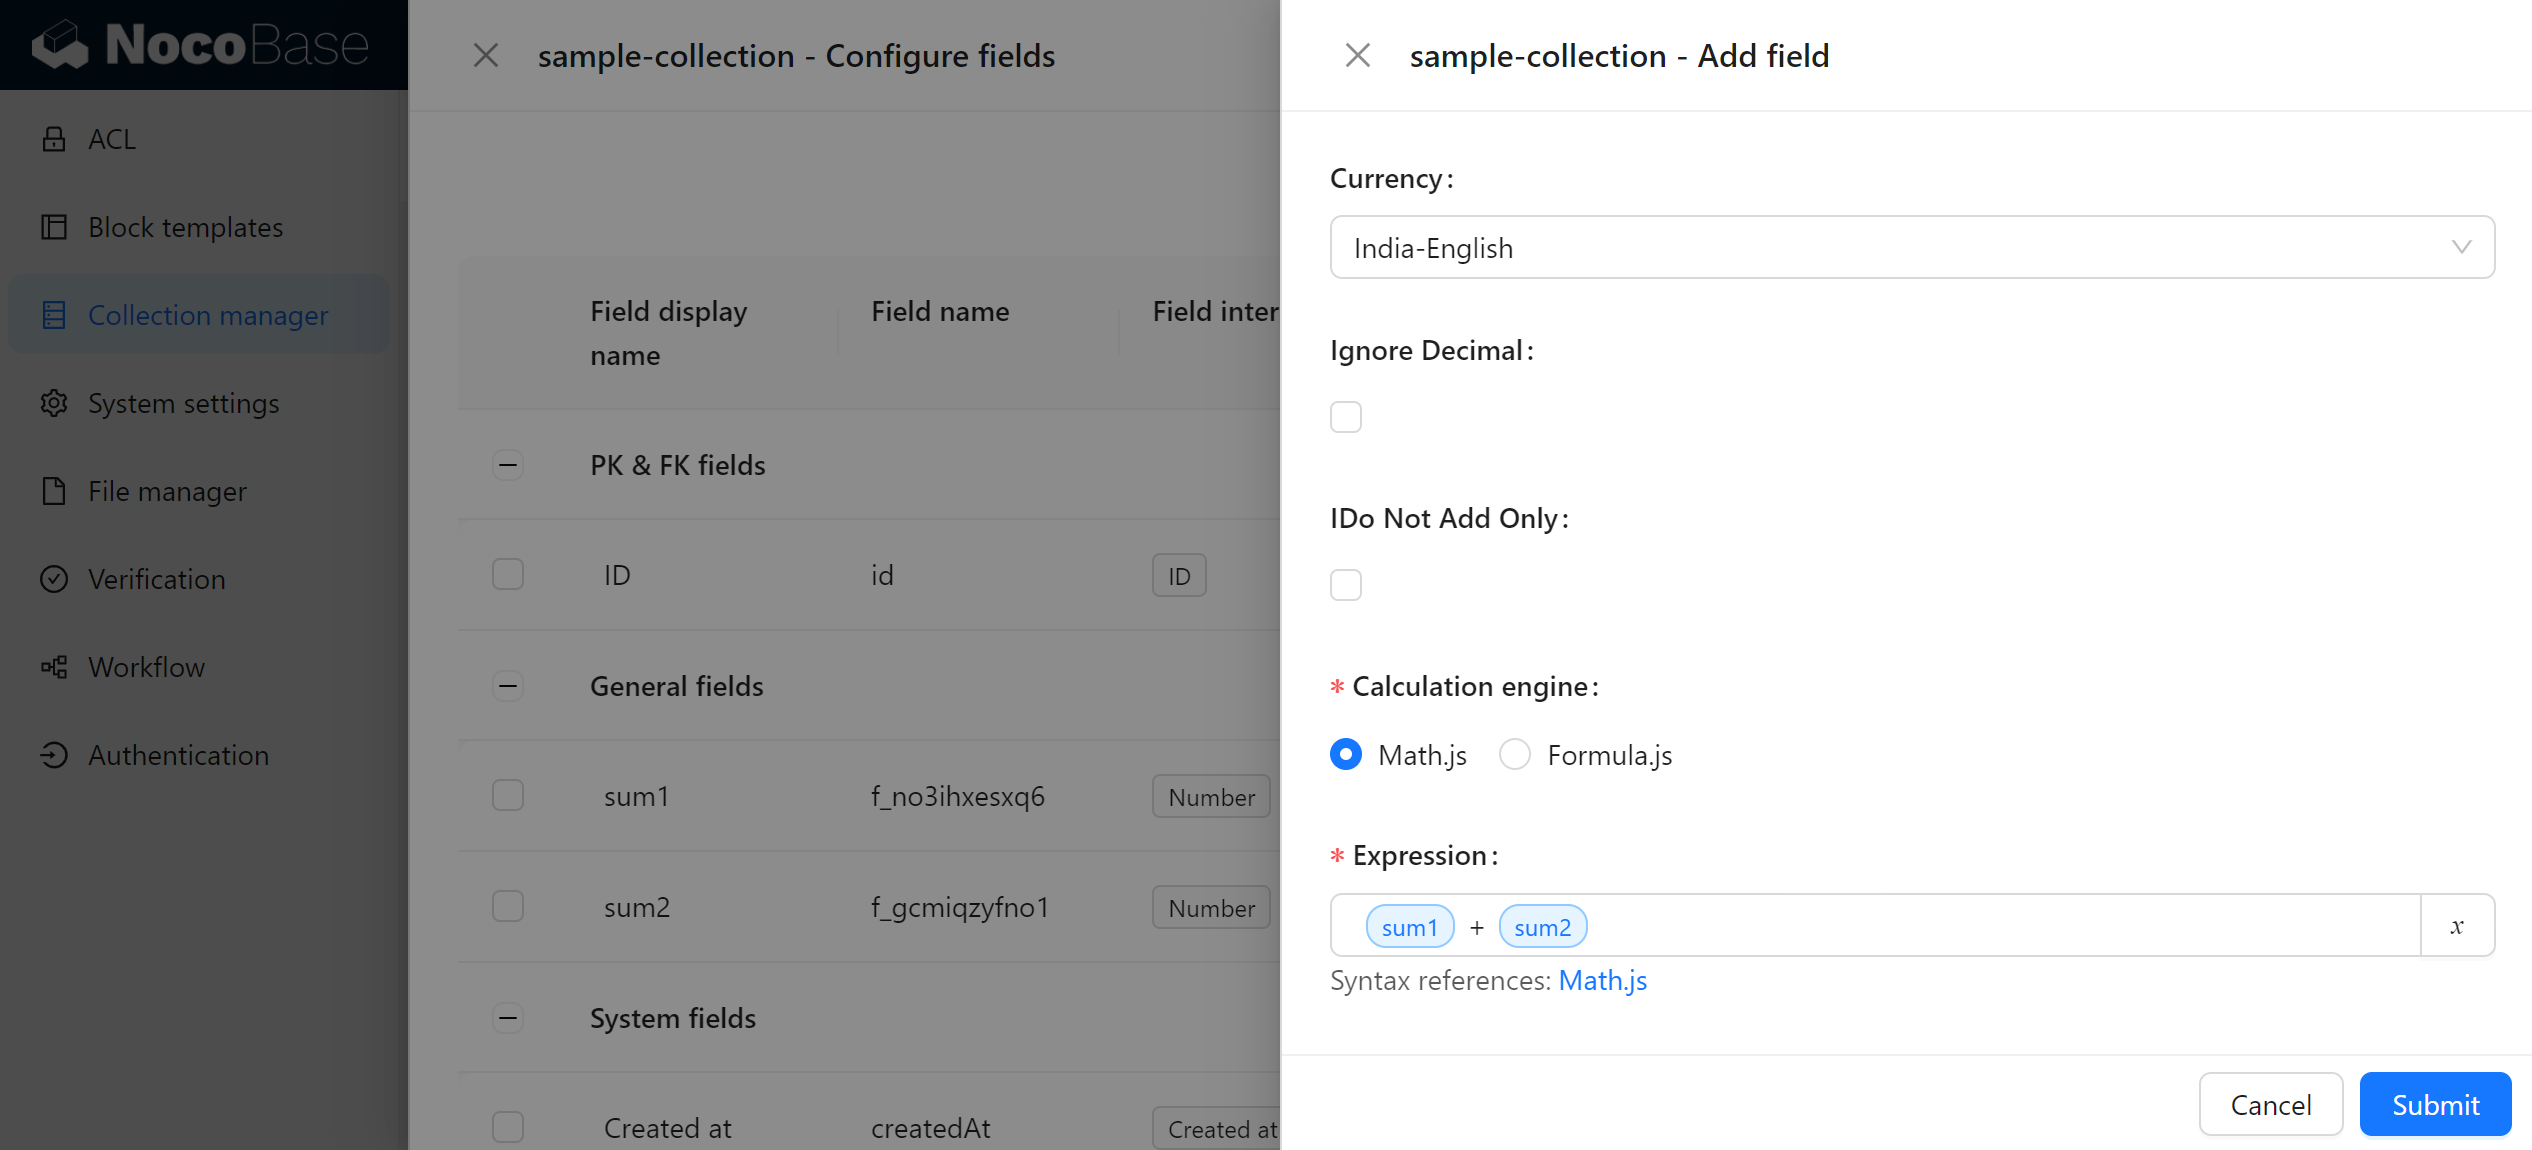 NocoBase
ACL
Block templates
Collection manager
System settings
File manager
Verification
Workflow
Authentication
sample-collection - Configure fields
Field display name
Field name
Field inter
PK & FK fields
ID
id
ID
General fields
sum1
f_no3ihxesxq6
Number
sum2
f_gcmiqzyfno1
Number
System fields
Created at
createdAt
Created at
sample-collection - Add field
Currency:
India-English
Ignore Decimal:
IDo Not Add Only:
* Calculation engine:
Math.js
Formula.js
* Expression:
sum1 + sum2
x
Syntax references: Math.js
Cancel
Submit